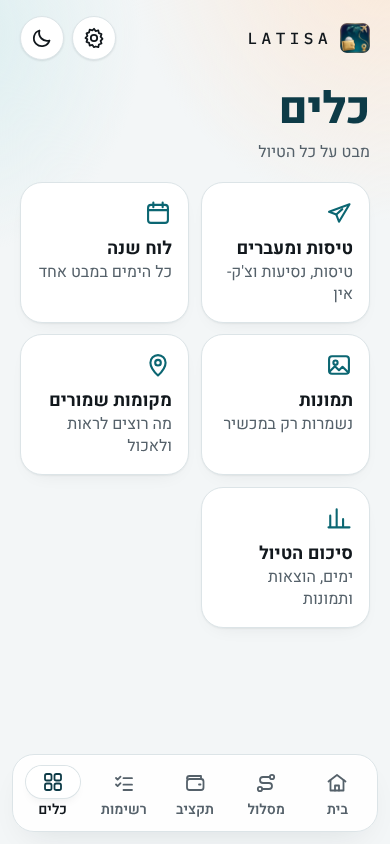 LATISA
כלים
מבט על כל הטיול
טיסות ומעברים
טיסות, נסיעות וצ'ק-
אין
לוח שנה
כל הימים במבט אחד
תמונות
נשמרות רק במכשיר
מקומות שמורים
מה רוצים לראות
ולאכול
סיכום הטיול
ימים, הוצאות
ותמונות
בית
מסלול
תקציב
רשימות
כלים